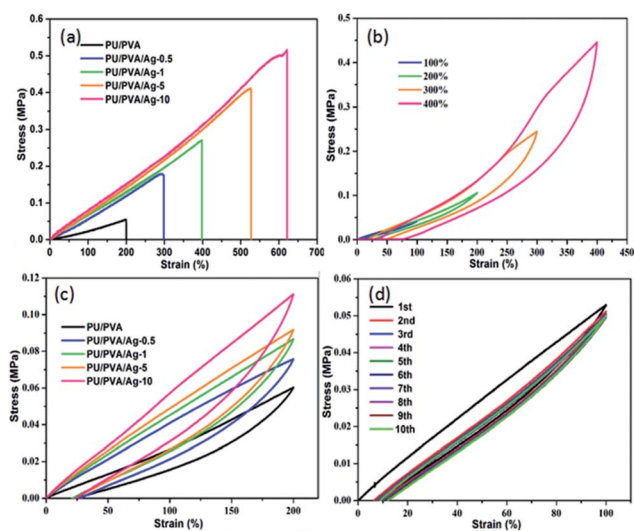 (a)
PU/PVA
PU/PVA/Ag-0.5
PU/PVA/Ag-1
PU/PVA/Ag-5
PU/PVA/Ag-10
Stress (MPa)
0.6
0.5
0.4
0.3
0.2
0.1
0.0
0 100 200 300 400 500 600 700
Strain (%)
(b)
100%
200%
300%
400%
Stress (MPa)
0.5
0.4
0.3
0.2
0.1
0.0
0 50 100 150 200 250 300 350 400 450
Strain (%)
(c)
PU/PVA
PU/PVA/Ag-0.5
PU/PVA/Ag-1
PU/PVA/Ag-5
PU/PVA/Ag-10
Stress (MPa)
0.12
0.10
0.08
0.06
0.04
0.02
0.00
0 50 100 150 200
Strain (%)
(d)
1st
2nd
3rd
4th
5th
6th
7th
8th
9th
10th
Stress (MPa)
0.06
0.05
0.04
0.03
0.02
0.01
0.00
0 20 40 60 80 100
Strain (%)